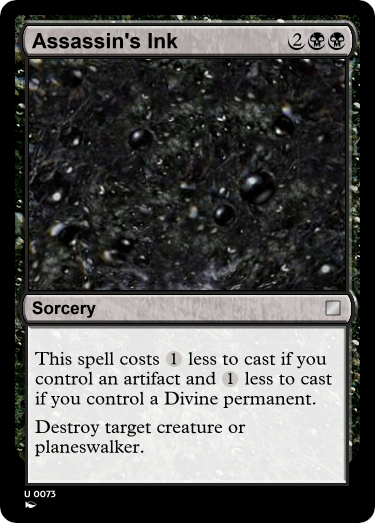 Assassin's Ink 2
Sorcery
This spell costs 1 less to cast if you
control an artifact and 1 less to cast
if you control a Divine permanent.
Destroy target creature or
planeswalker.
U 0073